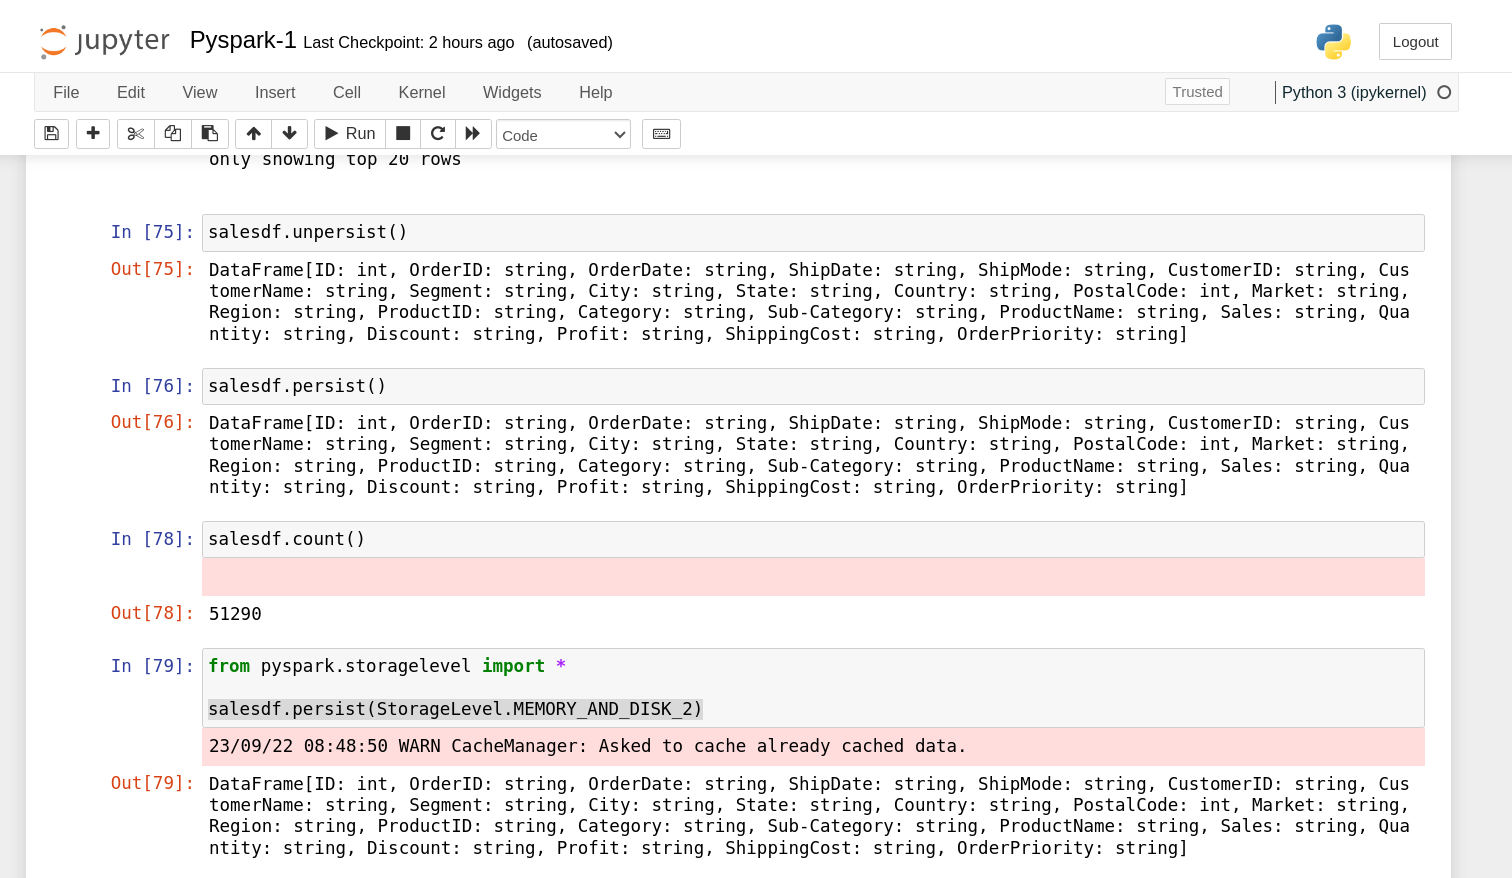 jupyter Pyspark-1 Last Checkpoint: 2 hours ago (autosaved) Logout
File Edit View Insert Cell Kernel Widgets Help Trusted Python 3 (ipykernel)
Run Code
only showing top 20 rows
In [75]: salesdf.unpersist()
Out[75]: DataFrame[ID: int, OrderID: string, OrderDate: string, ShipDate: string, ShipMode: string, CustomerID: string, Cus
tomerName: string, Segment: string, City: string, State: string, Country: string, PostalCode: int, Market: string,
Region: string, ProductID: string, Category: string, Sub-Category: string, ProductName: string, Sales: string, Qua
ntity: string, Discount: string, Profit: string, ShippingCost: string, OrderPriority: string]
In [76]: salesdf.persist()
Out[76]: DataFrame[ID: int, OrderID: string, OrderDate: string, ShipDate: string, ShipMode: string, CustomerID: string, Cus
tomerName: string, Segment: string, City: string, State: string, Country: string, PostalCode: int, Market: string,
Region: string, ProductID: string, Category: string, Sub-Category: string, ProductName: string, Sales: string, Qua
ntity: string, Discount: string, Profit: string, ShippingCost: string, OrderPriority: string]
In [78]: salesdf.count()
Out[78]: 51290
In [79]: from pyspark.storagelevel import *
salesdf.persist(StorageLevel.MEMORY_AND_DISK_2)
23/09/22 08:48:50 WARN CacheManager: Asked to cache already cached data.
Out[79]: DataFrame[ID: int, OrderID: string, OrderDate: string, ShipDate: string, ShipMode: string, CustomerID: string, Cus
tomerName: string, Segment: string, City: string, State: string, Country: string, PostalCode: int, Market: string,
Region: string, ProductID: string, Category: string, Sub-Category: string, ProductName: string, Sales: string, Qua
ntity: string, Discount: string, Profit: string, ShippingCost: string, OrderPriority: string]